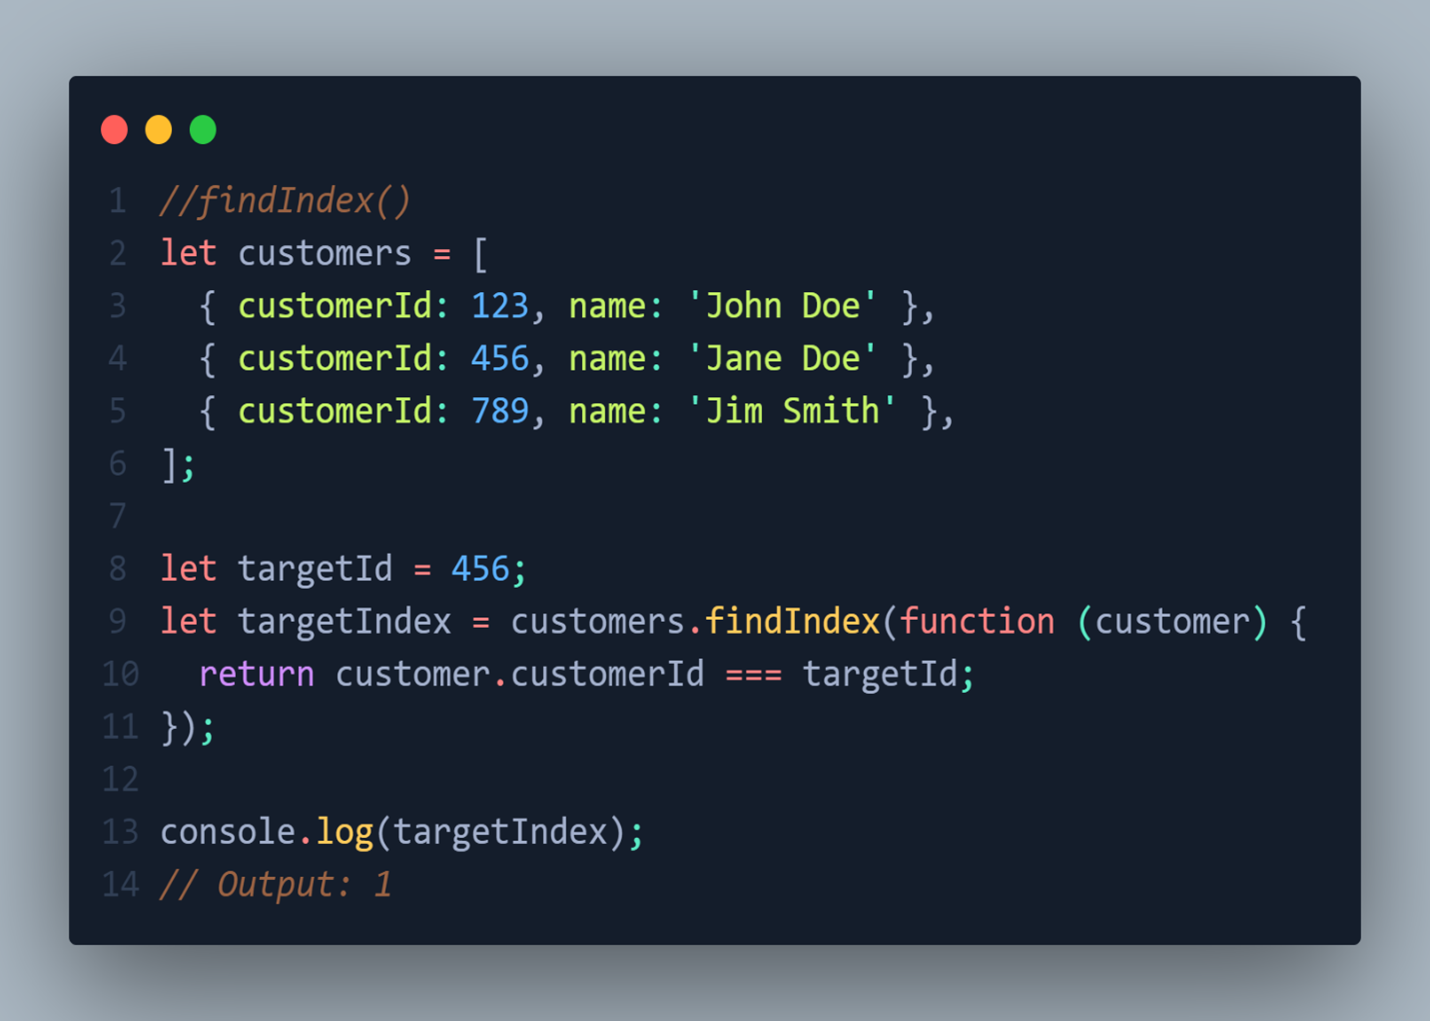 1 //findIndex()
2 let customers = [
3   { customerId: 123, name: 'John Doe' },
4   { customerId: 456, name: 'Jane Doe' },
5   { customerId: 789, name: 'Jim Smith' },
6 ];
7
8 let targetId = 456;
9 let targetIndex = customers.findIndex(function (customer) {
10   return customer.customerId === targetId;
11 });
12
13 console.log(targetIndex);
14 // Output: 1